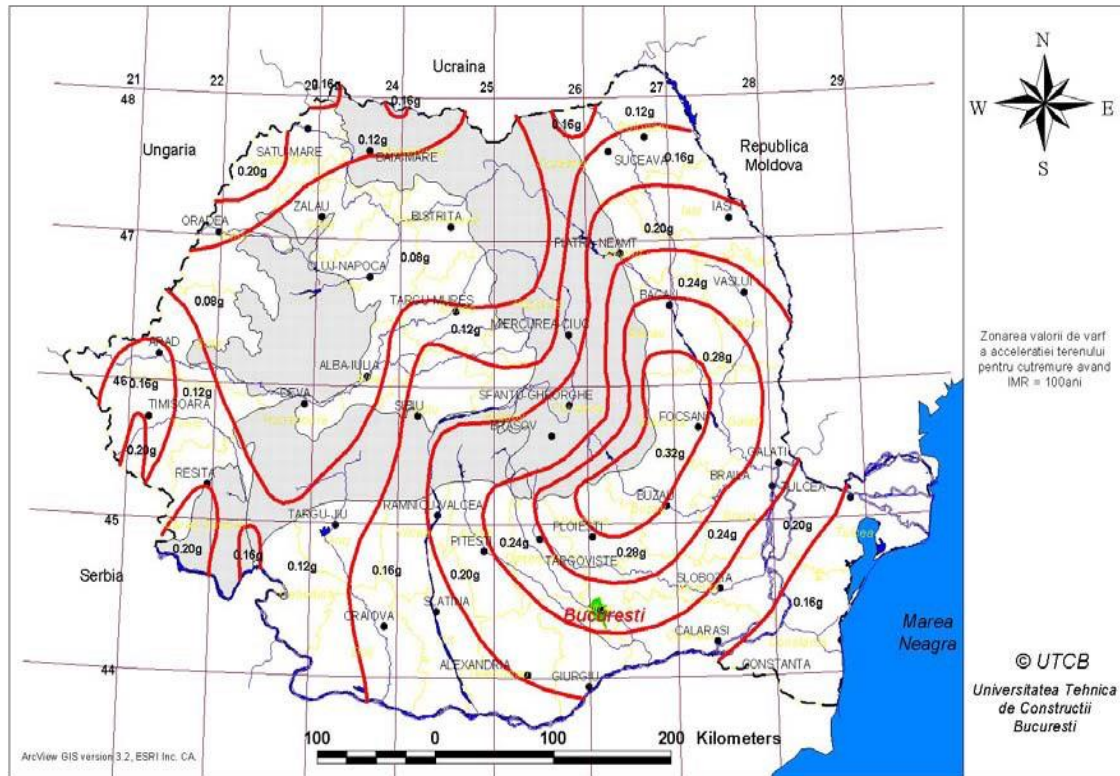 21
22
29
24
25
26
27
28
29
48
47
46
45
44
Ucraina
Ungaria
Republica
Moldova
Serbia
Marea
Neagra
0.16g
0.16g
0.12g
0.16g
0.12g
SATU-MARE
BAIA-MARE
SUCEAVA
0.16g
0.20g
ORADEA
ZALAU
BISTRITA
IASI
0.20g
PIATRA-NEAMT
CLUJ-NAPOCA
0.08g
0.08g
BACAU
0.24g
VASLUI
TARGU-MURES
0.12g
MERCUREA-CIUC
ARAD
0.16g
0.12g
ALBA-IULIA
0.28g
TIMISOARA
DEVA
SIBIU
SFANTU-GHEORGHE
BRASOV
FOCSANI
0.20g
RESITA
0.32g
GALATI
BRAILA
TULCEA
TARGU-JIU
RAMNICU-VALCEA
BUZAU
0.20g
PITESTI
0.24g
PLOIESTI
0.24g
TARGOVISTE
0.28g
0.20g
0.16g
0.12g
0.16g
0.20g
SLOBOZIA
0.16g
CRAIOVA
SLATINA
Bucuresti
CALARASI
ALEXANDRIA
GIURGIU
CONSTANTA
N
W E
S
Zonarea valorii de varf
a acceleratiei terenului
pentru cutremure avand
IMR = 100ani
© UTCB
Universitatea Tehnica
de Constructii
Bucuresti
100 0 100 200 Kilometers
ArcView GIS version 3.2, ESRI Inc. CA.